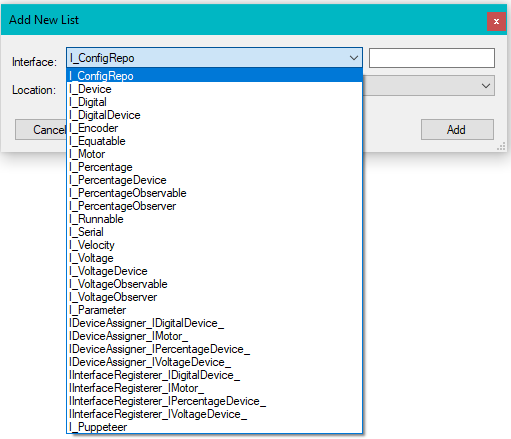 Add New List
x
Interface: I_ConfigRepo
Location:
I_ConfigRepo
I_Device
I_Digital
I_DigitalDevice
I_Encoder
I_Equatable
I_Motor
I_Percentage
I_PercentageDevice
I_PercentageObservable
I_PercentageObserver
I_Runnable
I_Serial
I_Velocity
I_Voltage
I_VoltageDevice
I_VoltageObservable
I_VoltageObserver
I_Parameter
IDeviceAssigner_IDigitalDevice_
IDeviceAssigner_IMotor_
IDeviceAssigner_IPercentageDevice_
IDeviceAssigner_IVoltageDevice_
IInterfaceRegisterer_IDigitalDevice_
IInterfaceRegisterer_IMotor_
IInterfaceRegisterer_IPercentageDevice_
IInterfaceRegisterer_IVoltageDevice_
I_Puppeteer
Cancel
Add